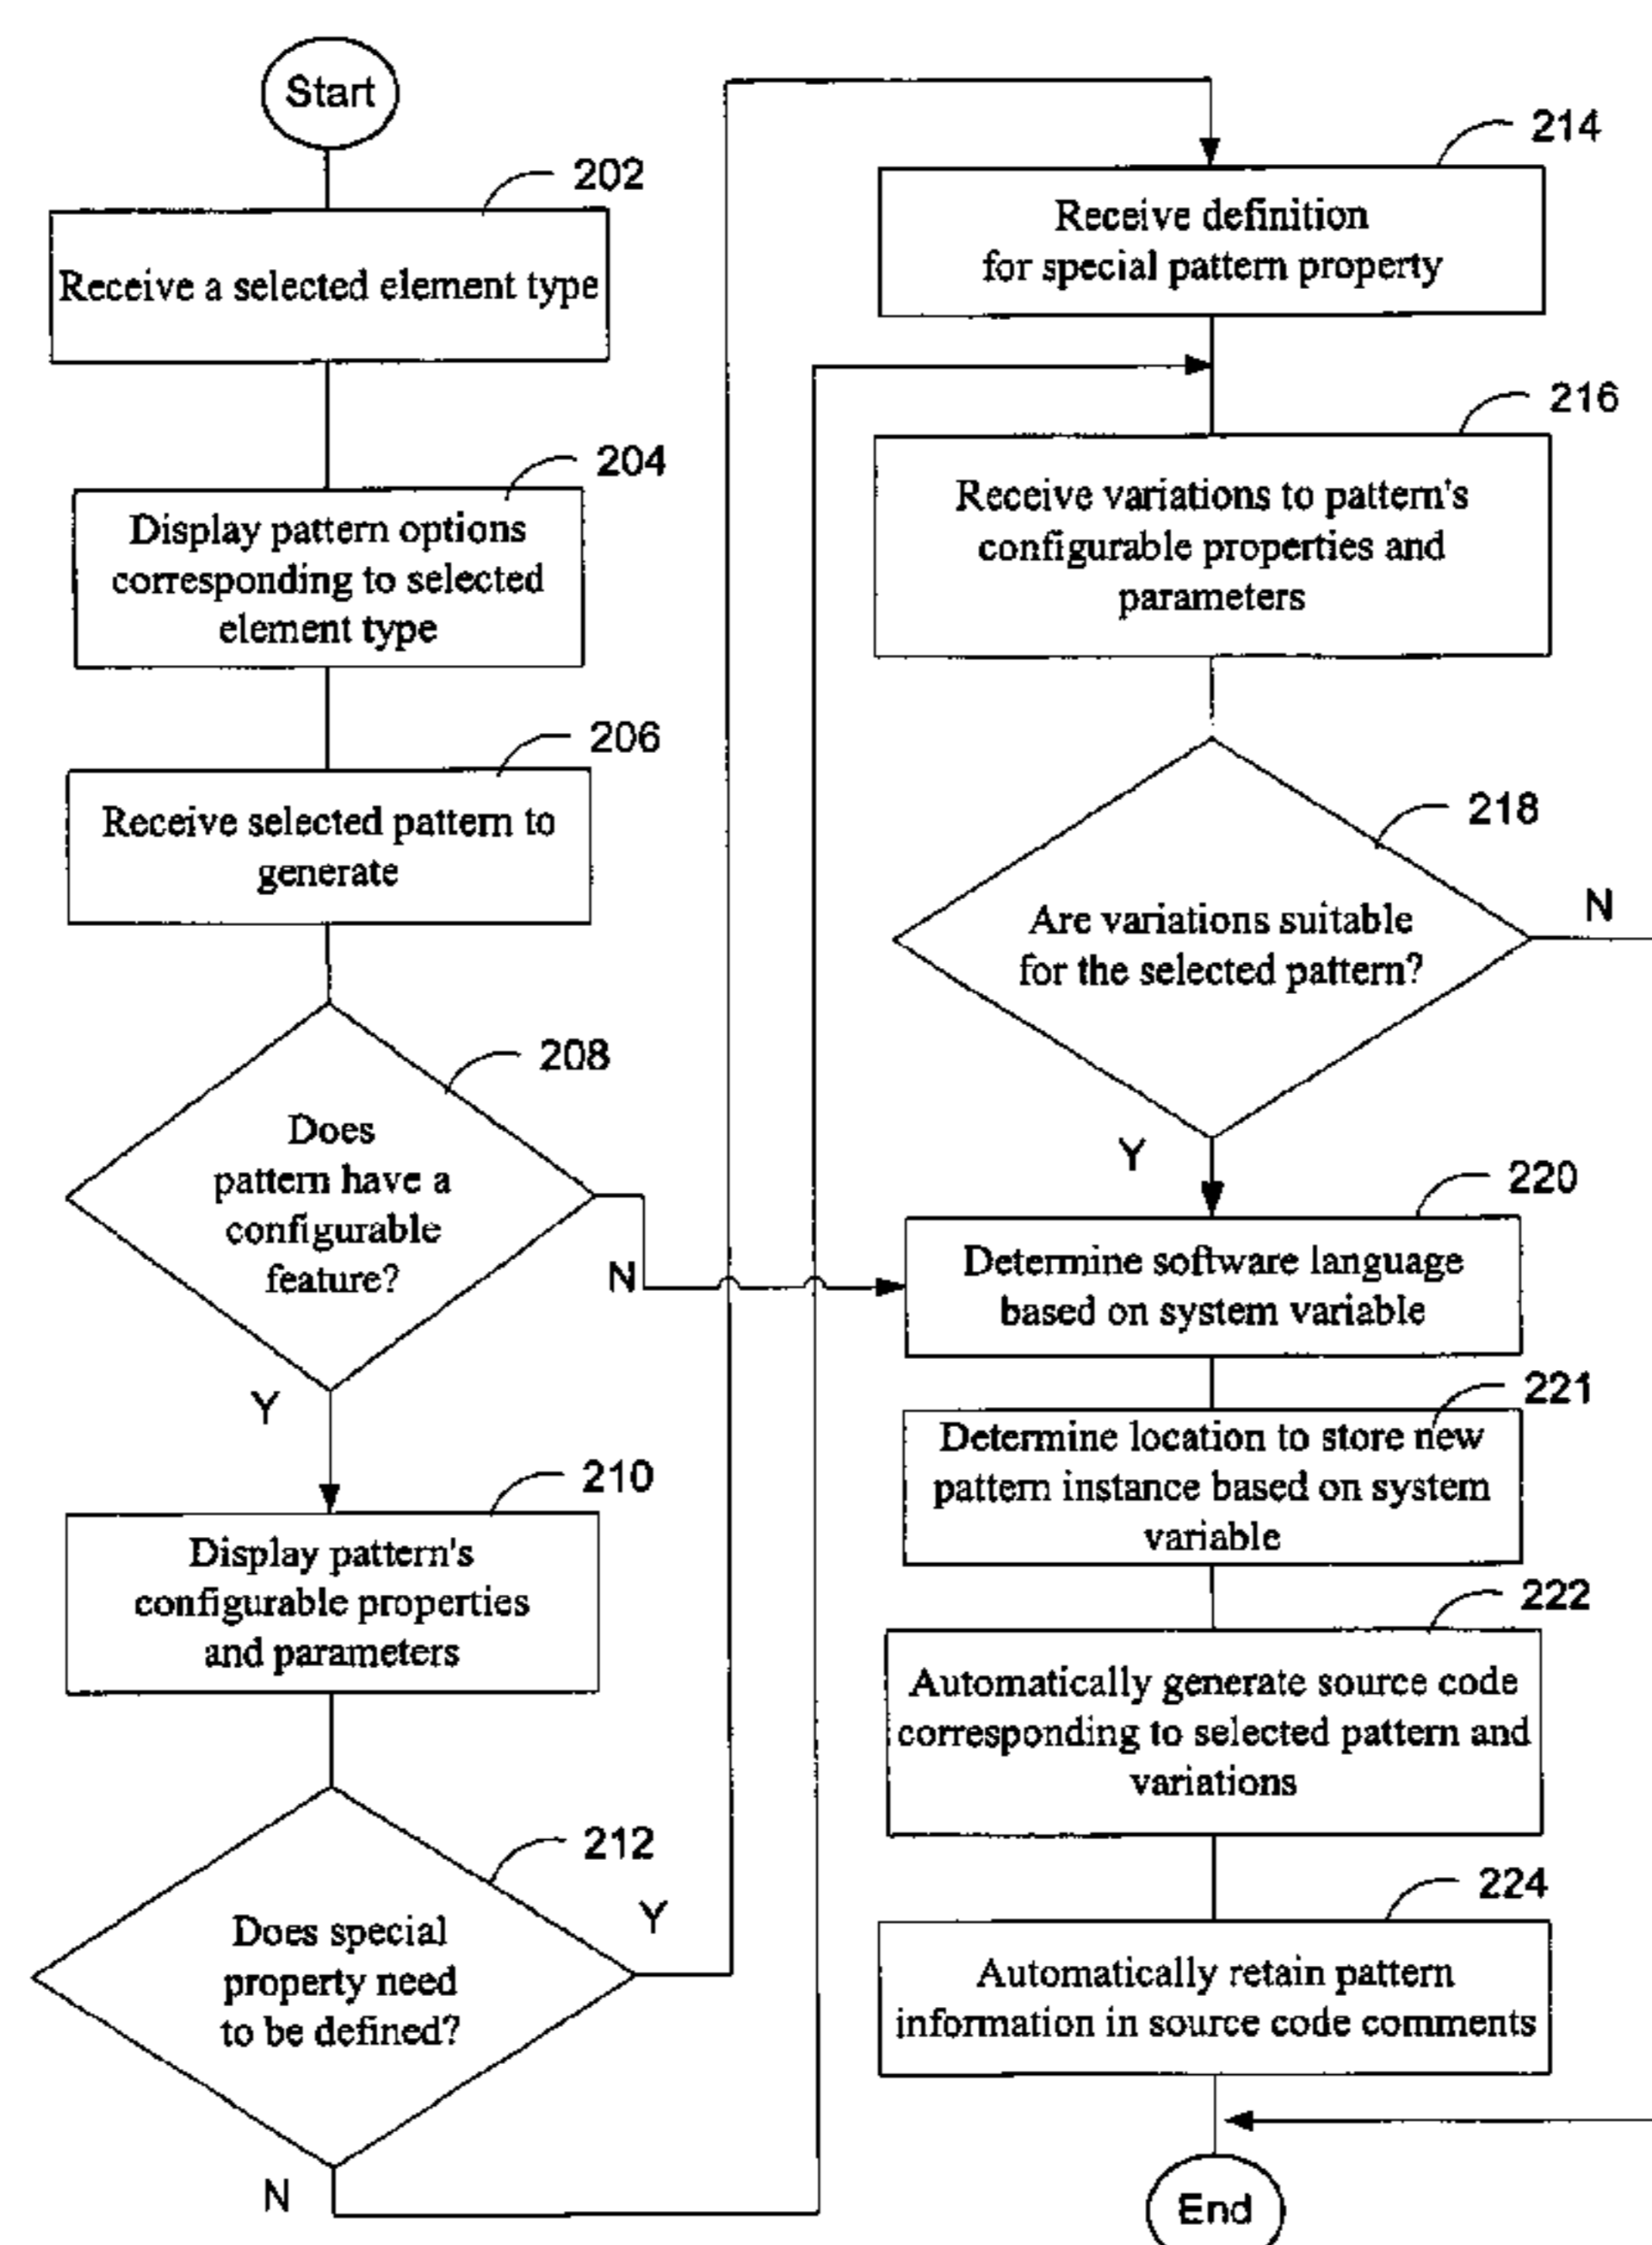 Start
202
Receive a selected element type
204
Display pattern options
corresponding to selected
element type
206
Receive selected pattern to
generate
208
Does
pattern have a
configurable
feature?
N
Y
210
Display pattern's
configurable properties
and parameters
212
Does special
property need
to be defined?
Y
N
214
Receive definition
for special pattern property
216
Receive variations to pattern's
configurable properties and
parameters
218
Are variations suitable
for the selected pattern?
N
Y
220
Determine software language
based on system variable
221
Determine location to store new
pattern instance based on system
variable
222
Automatically generate source code
corresponding to selected pattern and
variations
224
Automatically retain pattern
information in source code comments
End